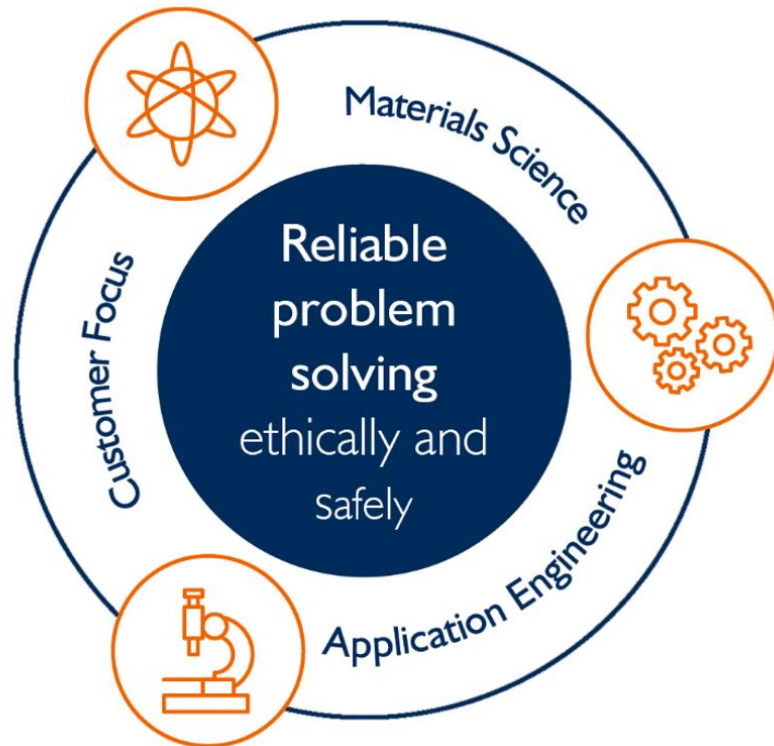 Materials Science
Customer Focus
Reliable
problem
solving
ethically and
safely
Application Engineering